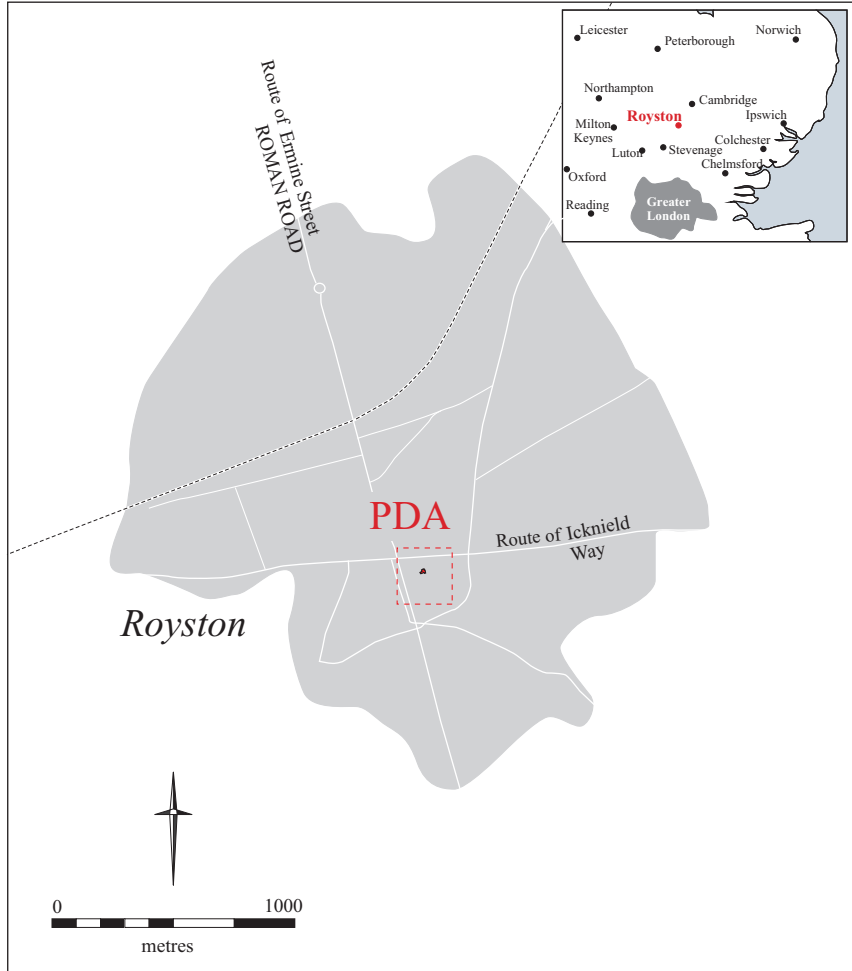 Leicester
Norwich
Peterborough
Northampton
Cambridge
Royston
Ipswich
Milton
Keynes
Colchester
Luton
Stevenage
Chelmsford
Oxford
Greater
London
Reading
Route of Ermine Street
ROMAN ROAD
PDA
Route of Icknield
Way
Royston
0
1000
metres